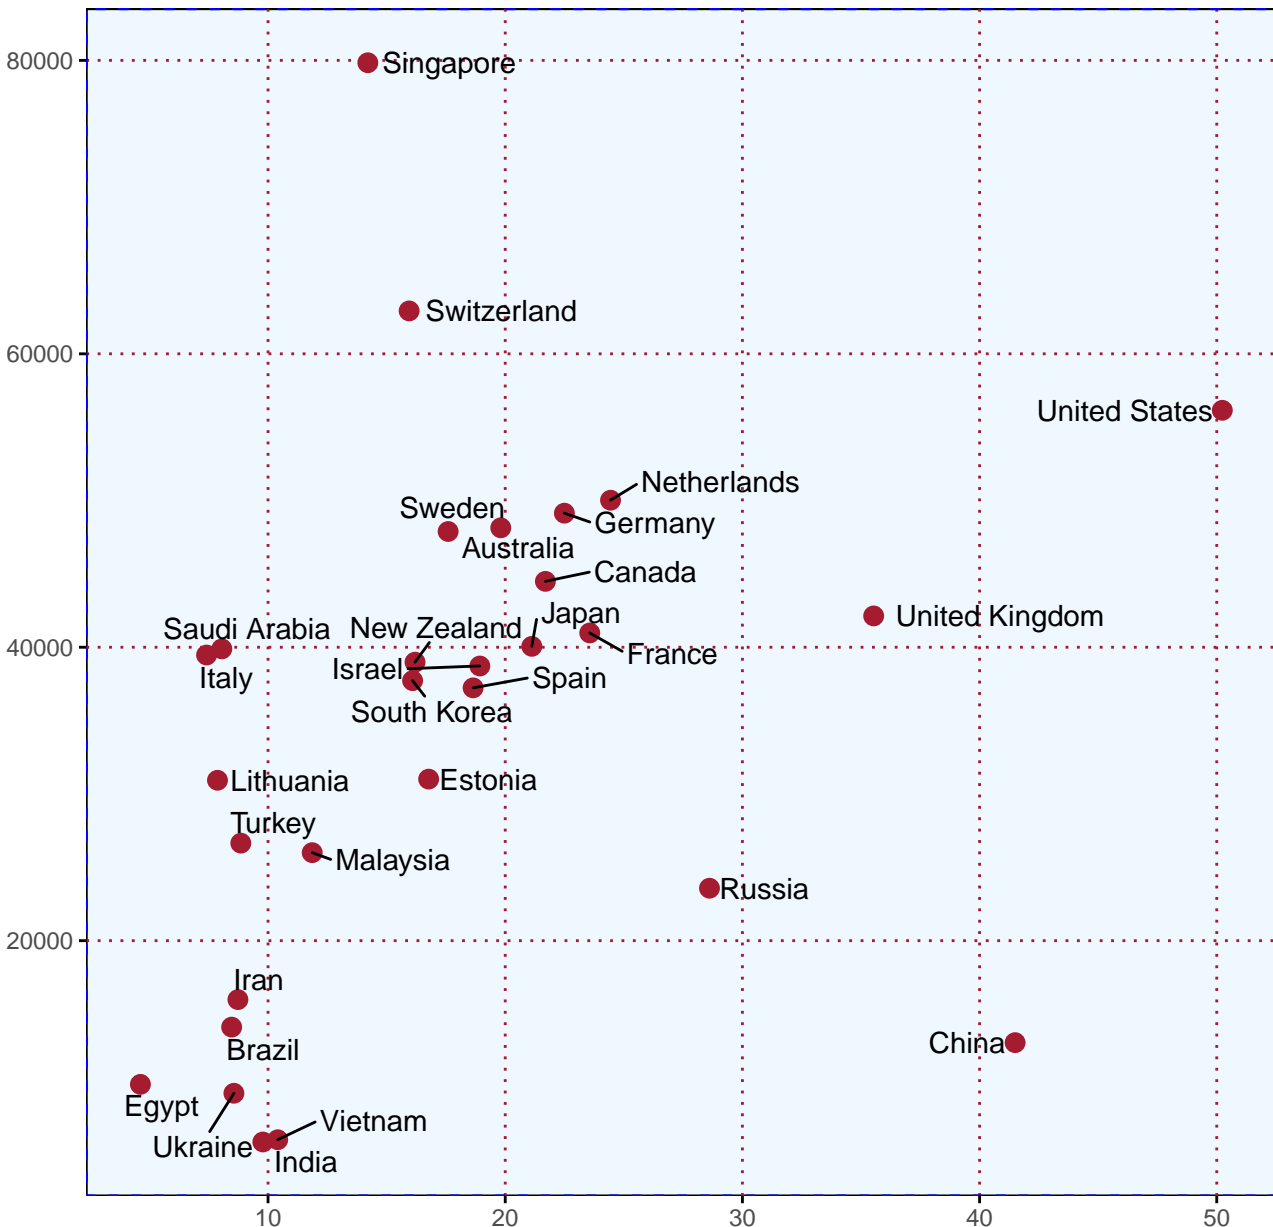 80000
Singapore
Switzerland
60000
United States
Netherlands
Sweden
Germany
Australia
Canada
Japan
United Kingdom
Saudi Arabia
New Zealand
40000
France
Israel
Italy
Spain
South Korea
Lithuania
Estonia
Turkey
Malaysia
Russia
20000
Iran
China
Brazil
Egypt
Vietnam
Ukraine
India
10
20
30
40
50